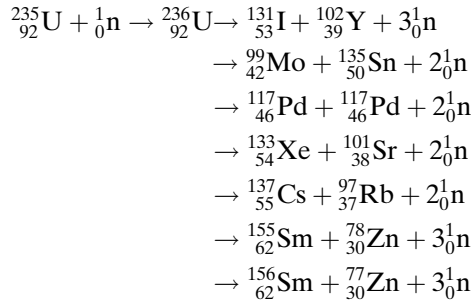 ²³⁵₉₂U + ¹₀n → ²³⁶₉₂U → ¹³¹₅₃I + ¹⁰²₃₉Y + 3¹₀n
→ ⁹⁹₄₂Mo + ¹³⁵₅₀Sn + 2¹₀n
→ ¹¹⁷₄₆Pd + ¹¹⁷₄₆Pd + 2¹₀n
→ ¹³³₅₄Xe + ¹⁰¹₃₈Sr + 2¹₀n
→ ¹³⁷₅₅Cs + ⁹⁷₃₇Rb + 2¹₀n
→ ¹⁵⁵₆₂Sm + ⁷⁸₃₀Zn + 3¹₀n
→ ¹⁵⁶₆₂Sm + ⁷⁷₃₀Zn + 3¹₀n